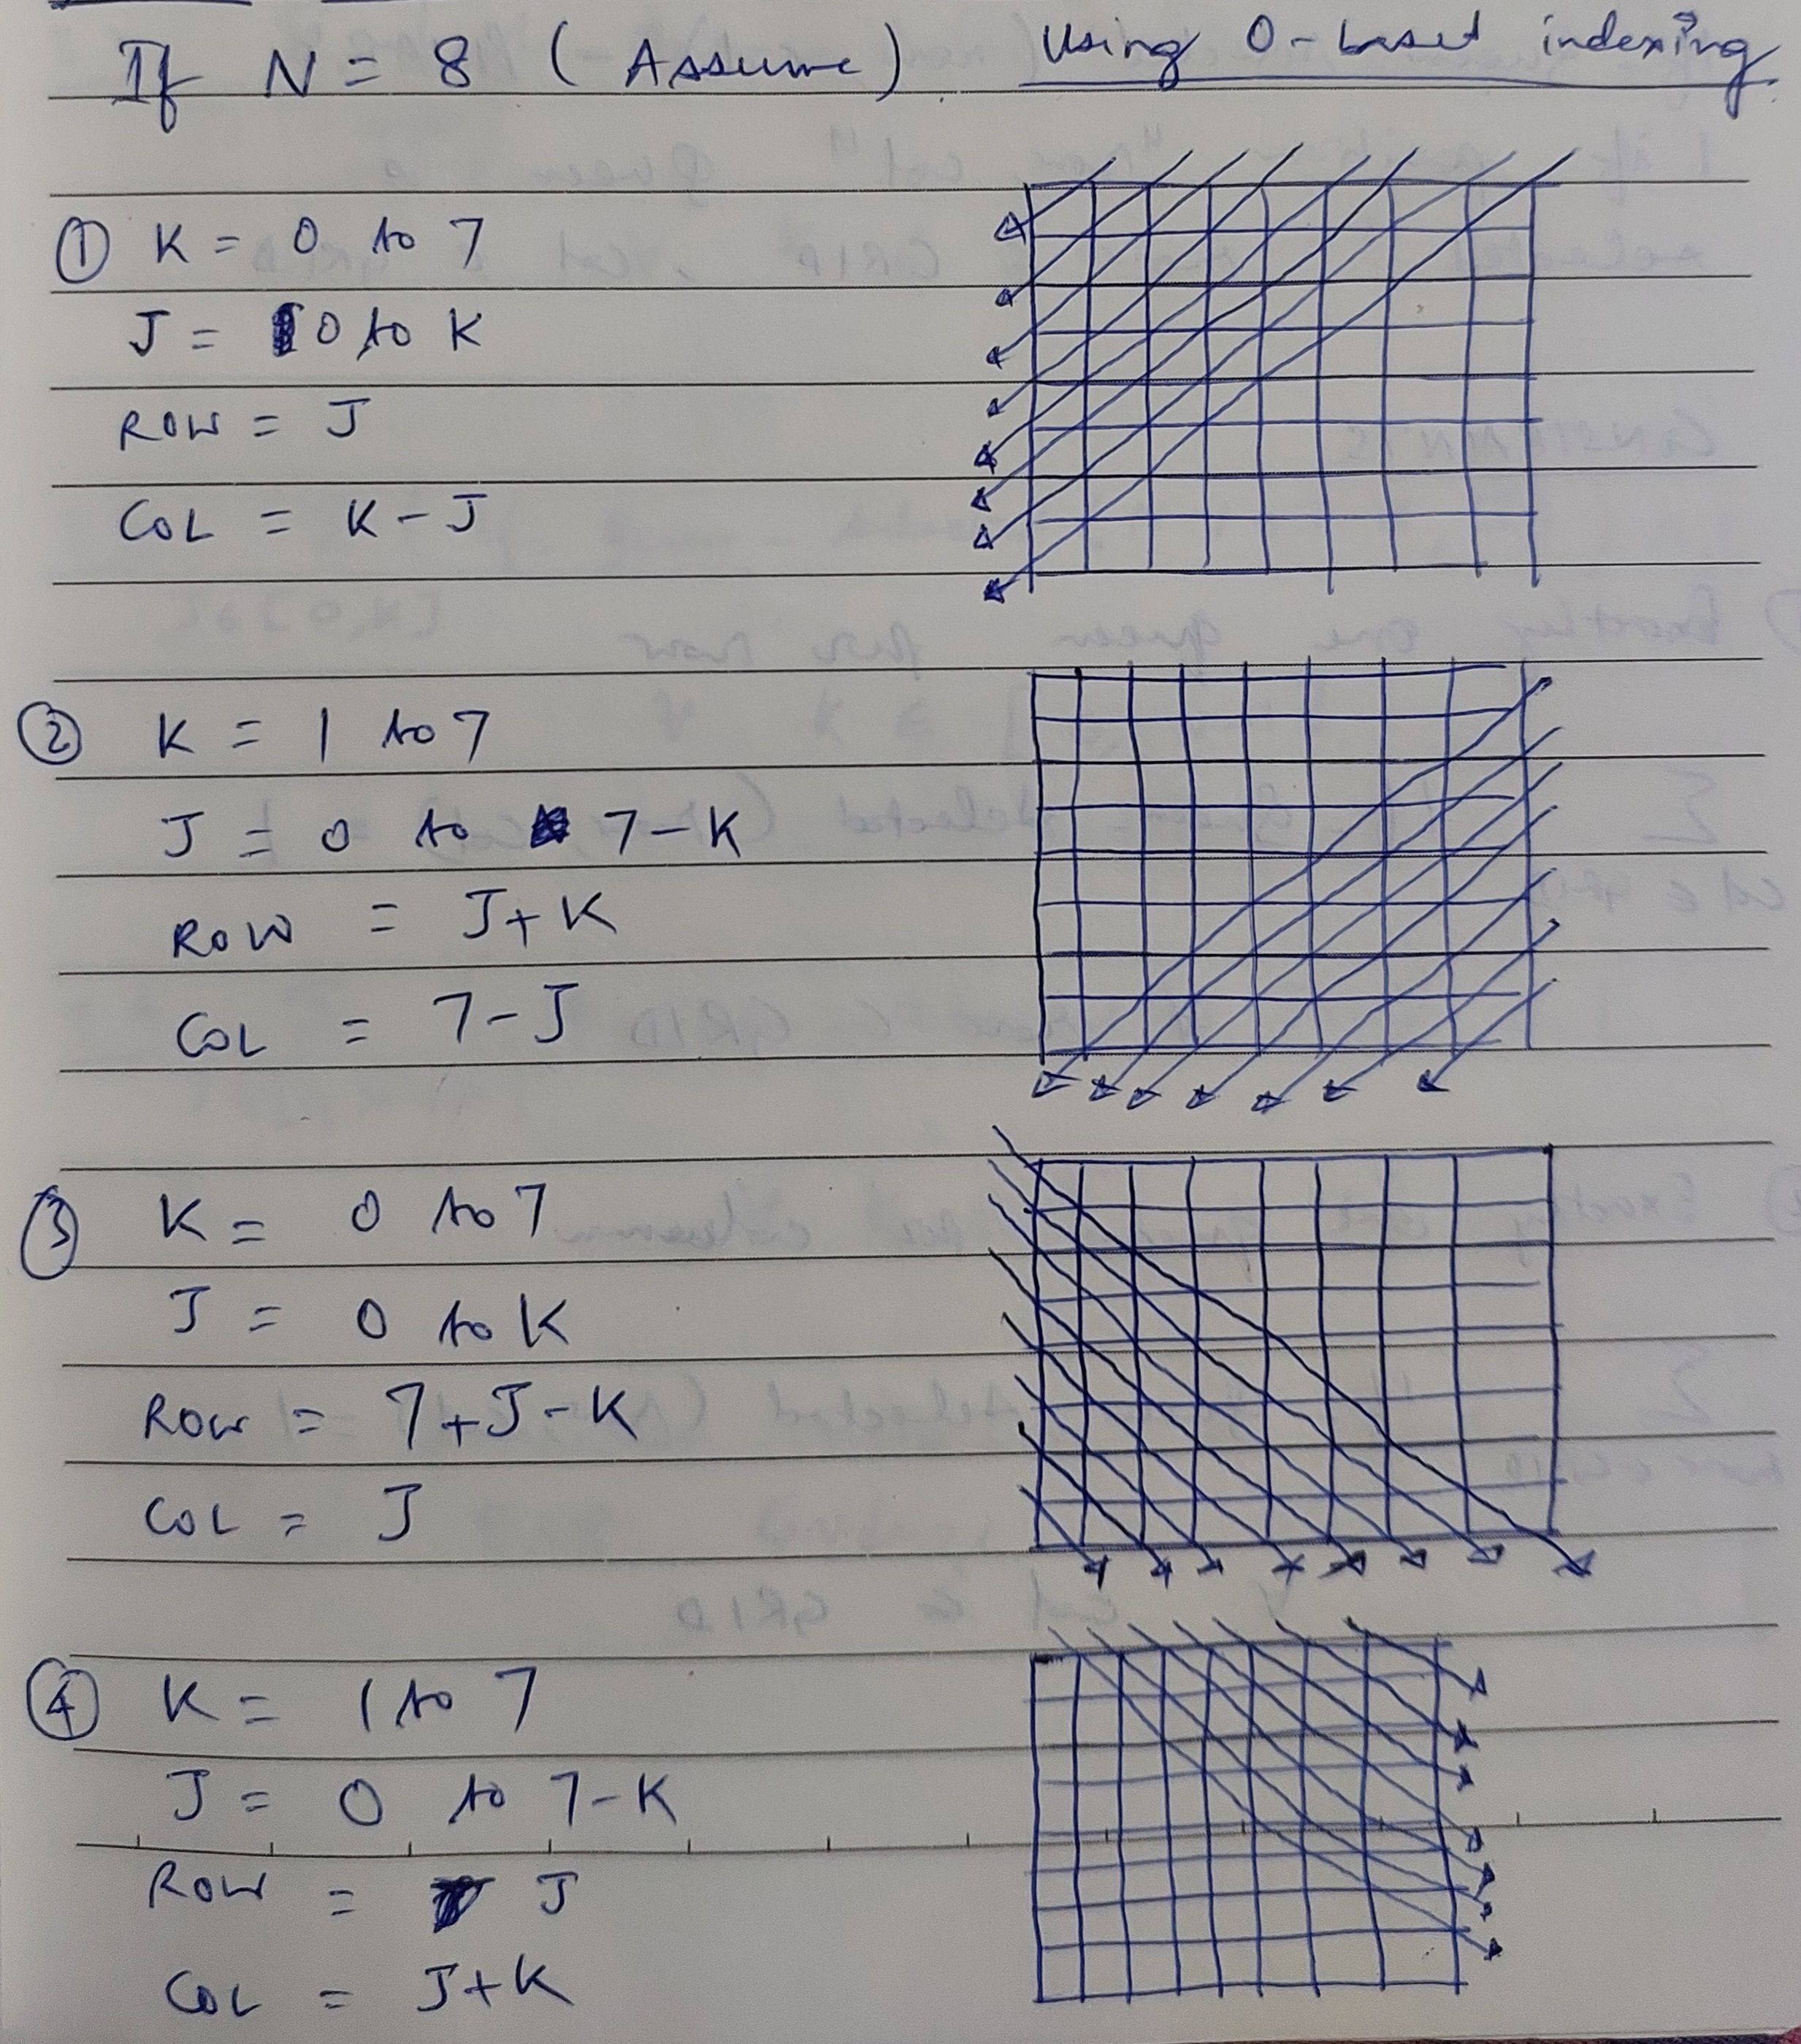 If N = 8 (Assume) Using 0-based indexing
① K = 0 to 7
J = 0 to K
ROW = J
COL = K-J
② K = 1 to 7
J = 0 to 7-K
ROW = J+K
COL = 7-J
③ K = 0 to 7
J = 0 to K
ROW = 7+J-K
COL = J
④ K = 1 to 7
J = 0 to 7-K
ROW = J
COL = J+K